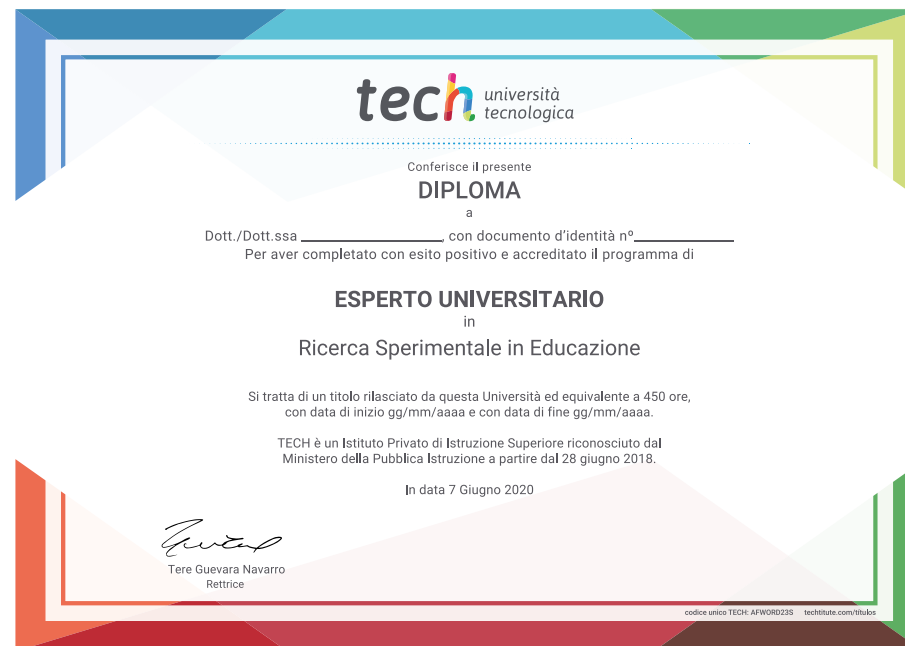 tech università
tecnologica
Conferisce il presente
DIPLOMA
a
Dott./Dott.ssa ________________, con documento d'identità nº____________
Per aver completato con esito positivo e accreditato il programma di
ESPERTO UNIVERSITARIO
in
Ricerca Sperimentale in Educazione
Si tratta di un titolo rilasciato da questa Università ed equivalente a 450 ore,
con data di inizio gg/mm/aaaa e con data di fine gg/mm/aaaa.
TECH è un Istituto Privato di Istruzione Superiore riconosciuto dal
Ministero della Pubblica Istruzione a partire dal 28 giugno 2018.
In data 7 Giugno 2020
Tere Guevara Navarro
Rettrice
codice unico TECH: AFWORD23S techtitute.com/títulos